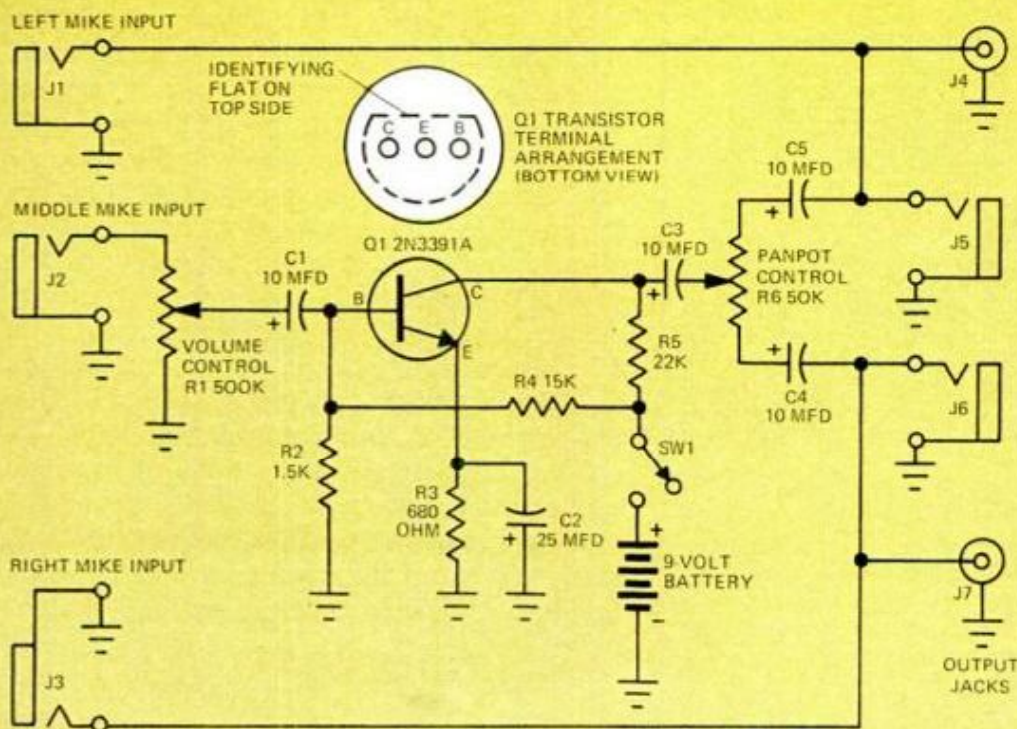 LEFT MIKE INPUT
J1
IDENTIFYING
FLAT ON
TOP SIDE
C E B
Q1 TRANSISTOR
TERMINAL
ARRANGEMENT
(BOTTOM VIEW)
J4
MIDDLE MIKE INPUT
J2
VOLUME
CONTROL
R1 500K
C1
10 MFD
+
Q1 2N3391A
B
C
E
C3
10 MFD
+
C5
10 MFD
+
PANPOT
CONTROL
R6 50K
J5
R5
22K
R4 15K
C4
10 MFD
+
J6
R2
1.5K
R3
680
OHM
C2
25 MFD
+
SW1
+
9-VOLT
BATTERY
-
RIGHT MIKE INPUT
J3
J7
OUTPUT
JACKS